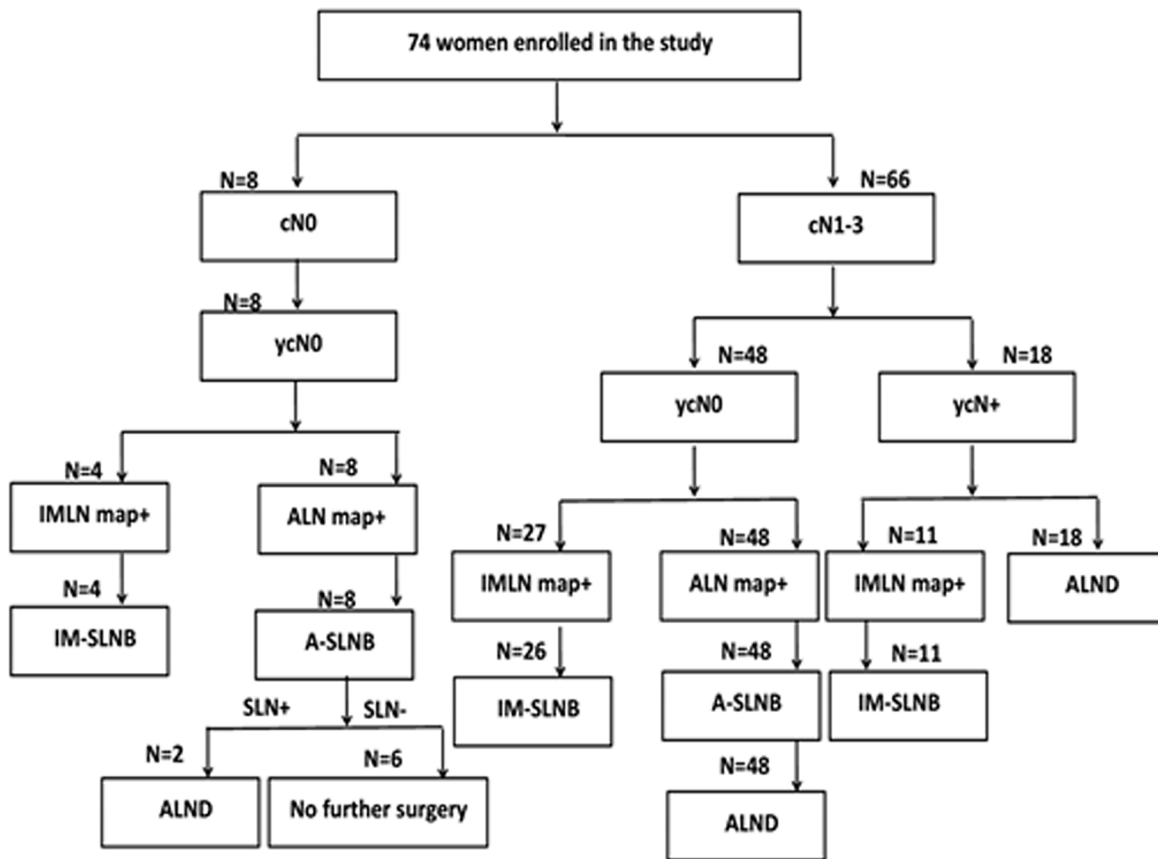 74 women enrolled in the study
N=8
N=66
cN0
cN1-3
N=8
ycN0
N=48
N=18
ycN0
ycN+
N=4
N=8
IMLN map+
ALN map+
N=27
N=48
N=11
N=18
IMLN map+
ALN map+
IMLN map+
ALND
N=4
N=8
IM-SLNB
A-SLNB
N=26
N=48
N=11
IM-SLNB
A-SLNB
IM-SLNB
SLN+
SLN-
N=2
N=6
N=48
ALND
No further surgery
ALND